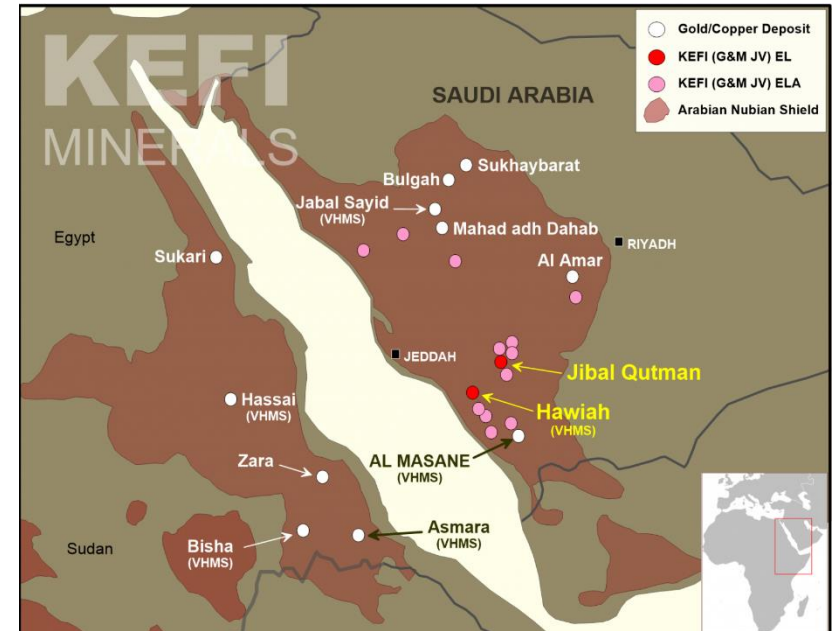 KEFI
MINERALS
Gold/Copper Deposit
KEFI (G&M JV) EL
KEFI (G&M JV) ELA
Arabian Nubian Shield
SAUDI ARABIA
Sukhaybarat
Bulgah
Jabal Sayid
(VHMS)
Mahad adh Dahab
Egypt
Sukari
RIYADH
Al Amar
JEDDAH
Jibal Qutman
Hassai
(VHMS)
Hawiah
(VHMS)
Zara
AL MASANE
(VHMS)
Asmara
(VHMS)
Bisha
(VHMS)
Sudan